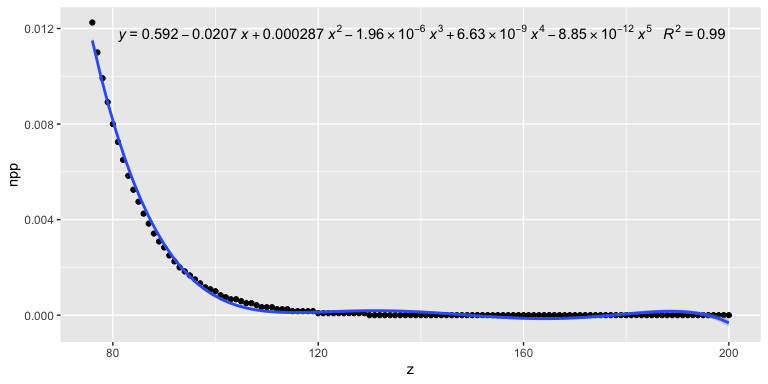 0.012
y = 0.592 − 0.0207 x + 0.000287 x² − 1.96 × 10⁻⁶ x³ + 6.63 × 10⁻⁹ x⁴ − 8.85 × 10⁻¹² x⁵ R² = 0.99
0.008
npp
0.004
0.000
80 120 160 200
z